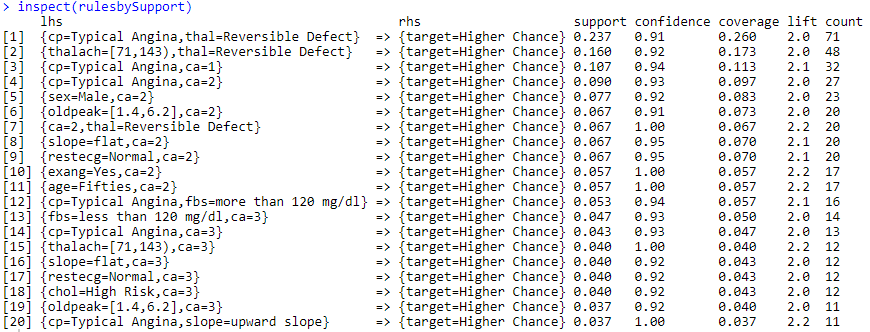 > inspect(rulesbySupport)
lhs rhs support confidence coverage lift count
[1] {cp=Typical Angina,thal=Reversible Defect} => {target=Higher Chance} 0.237 0.91 0.260 2.0 71
[2] {thalach=[71,143),thal=Reversible Defect} => {target=Higher Chance} 0.160 0.92 0.173 2.0 48
[3] {cp=Typical Angina,ca=1} => {target=Higher Chance} 0.107 0.94 0.113 2.1 32
[4] {cp=Typical Angina,ca=2} => {target=Higher Chance} 0.090 0.93 0.097 2.0 27
[5] {sex=Male,ca=2} => {target=Higher Chance} 0.077 0.92 0.083 2.0 23
[6] {oldpeak=[1.4,6.2],ca=2} => {target=Higher Chance} 0.067 0.91 0.073 2.0 20
[7] {ca=2,thal=Reversible Defect} => {target=Higher Chance} 0.067 1.00 0.067 2.2 20
[8] {slope=flat,ca=2} => {target=Higher Chance} 0.067 0.95 0.070 2.1 20
[9] {restecg=Normal,ca=2} => {target=Higher Chance} 0.067 0.95 0.070 2.1 20
[10] {exang=Yes,ca=2} => {target=Higher Chance} 0.057 1.00 0.057 2.2 17
[11] {age=Fifties,ca=2} => {target=Higher Chance} 0.057 1.00 0.057 2.2 17
[12] {cp=Typical Angina,fbs=more than 120 mg/dl} => {target=Higher Chance} 0.053 0.94 0.057 2.1 16
[13] {fbs=less than 120 mg/dl,ca=3} => {target=Higher Chance} 0.047 0.93 0.050 2.0 14
[14] {cp=Typical Angina,ca=3} => {target=Higher Chance} 0.043 0.93 0.047 2.0 13
[15] {thalach=[71,143),ca=3} => {target=Higher Chance} 0.040 1.00 0.040 2.2 12
[16] {slope=flat,ca=3} => {target=Higher Chance} 0.040 0.92 0.043 2.0 12
[17] {restecg=Normal,ca=3} => {target=Higher Chance} 0.040 0.92 0.043 2.0 12
[18] {chol=High Risk,ca=3} => {target=Higher Chance} 0.040 0.92 0.043 2.0 12
[19] {oldpeak=[1.4,6.2],ca=3} => {target=Higher Chance} 0.037 0.92 0.040 2.0 11
[20] {cp=Typical Angina,slope=upward slope} => {target=Higher Chance} 0.037 1.00 0.037 2.2 11